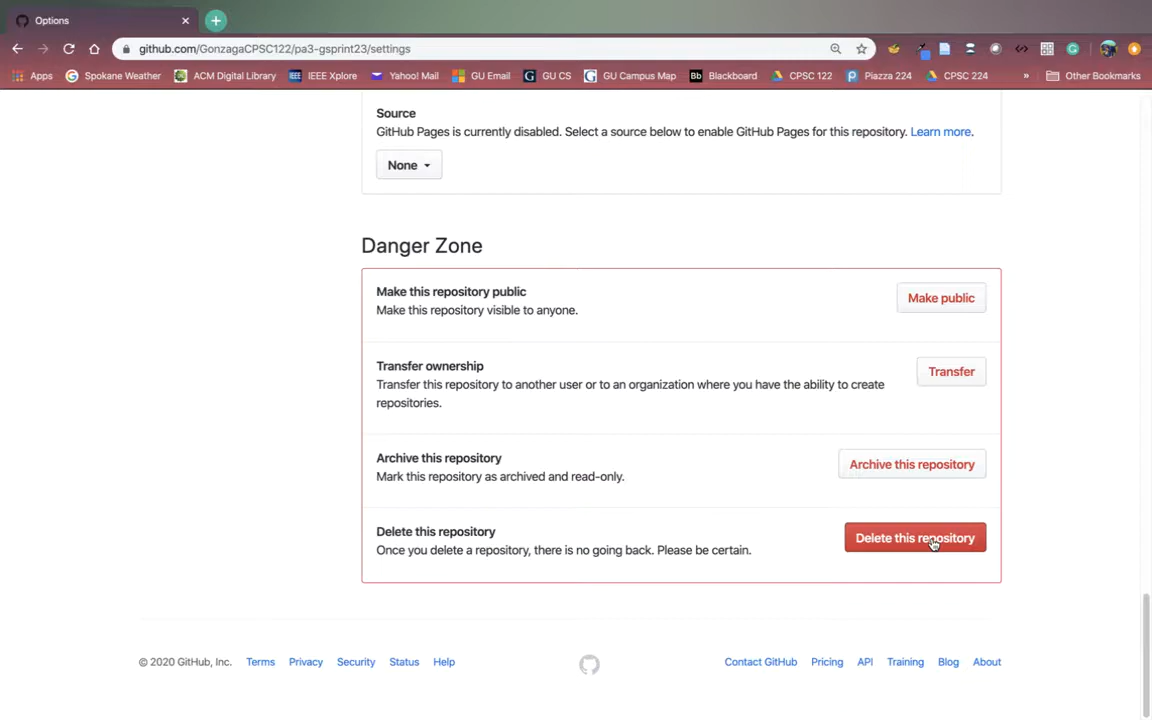 Options
github.com/GonzagaCPSC122/pa3-gsprint23/settings
Apps Spokane Weather ACM Digital Library IEEE Xplore Yahoo! Mail GU Email GU CS GU Campus Map Bb Blackboard CPSC 122 Piazza 224 CPSC 224 » Other Bookmarks
Source
GitHub Pages is currently disabled. Select a source below to enable GitHub Pages for this repository. Learn more.
None
Danger Zone
Make this repository public
Make this repository visible to anyone.
Make public
Transfer ownership
Transfer this repository to another user or to an organization where you have the ability to create
repositories.
Transfer
Archive this repository
Mark this repository as archived and read-only.
Archive this repository
Delete this repository
Once you delete a repository, there is no going back. Please be certain.
Delete this repository
© 2020 GitHub, Inc. Terms Privacy Security Status Help Contact GitHub Pricing API Training Blog About